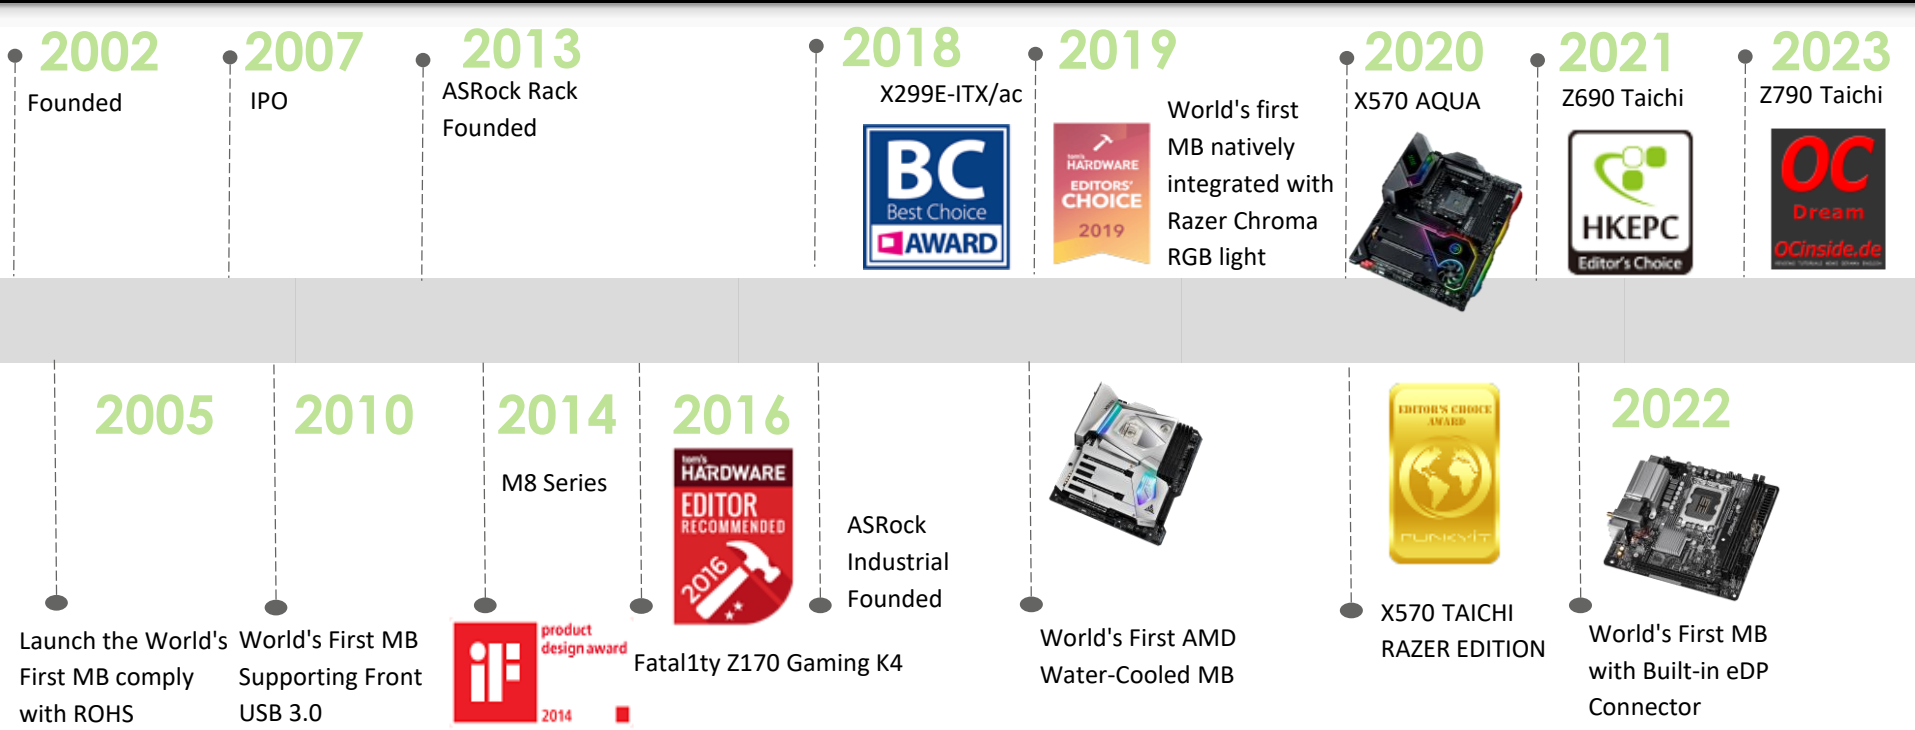 2002
Founded
2007
IPO
2013
ASRock Rack
Founded
2018
X299E-ITX/ac
BC
Best Choice
AWARD
2019
tom's
HARDWARE
EDITORS'
CHOICE
2019
World's first
MB natively
integrated with
Razer Chroma
RGB light
2020
X570 AQUA
2021
Z690 Taichi
HKEPC
Editor's Choice
2023
Z790 Taichi
OC
Dream
OCinside.de
2005
Launch the World's
First MB comply
with ROHS
2010
World's First MB
Supporting Front
USB 3.0
2014
M8 Series
iF
product
design award
2014
2016
tom's
HARDWARE
EDITOR
RECOMMENDED
2016
Fatal1ty Z170 Gaming K4
ASRock
Industrial
Founded
World's First AMD
Water-Cooled MB
EDITOR'S CHOICE
AWARD
FUNKYIT
X570 TAICHI
RAZER EDITION
2022
World's First MB
with Built-in eDP
Connector